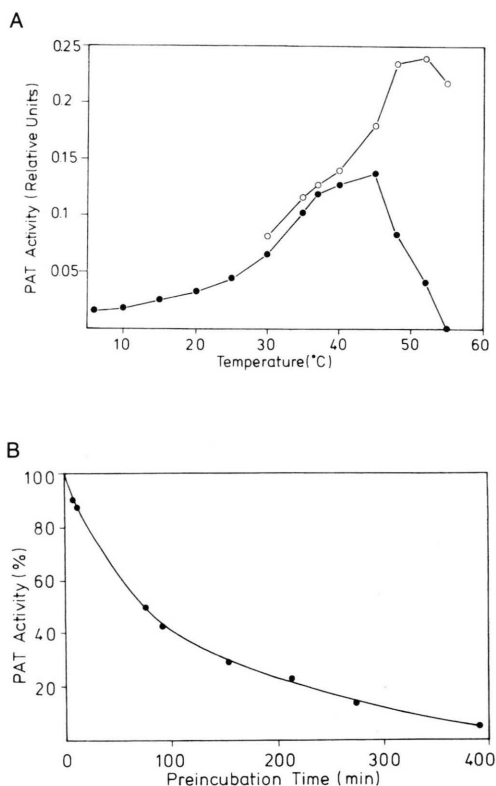 A
0.25
0.2
0.15
0.1
0.05
PAT Activity (Relative Units)
10 20 30 40 50 60
Temperature(°C)
B
100
80
60
40
20
PAT Activity (%)
0 100 200 300 400
Preincubation Time (min)